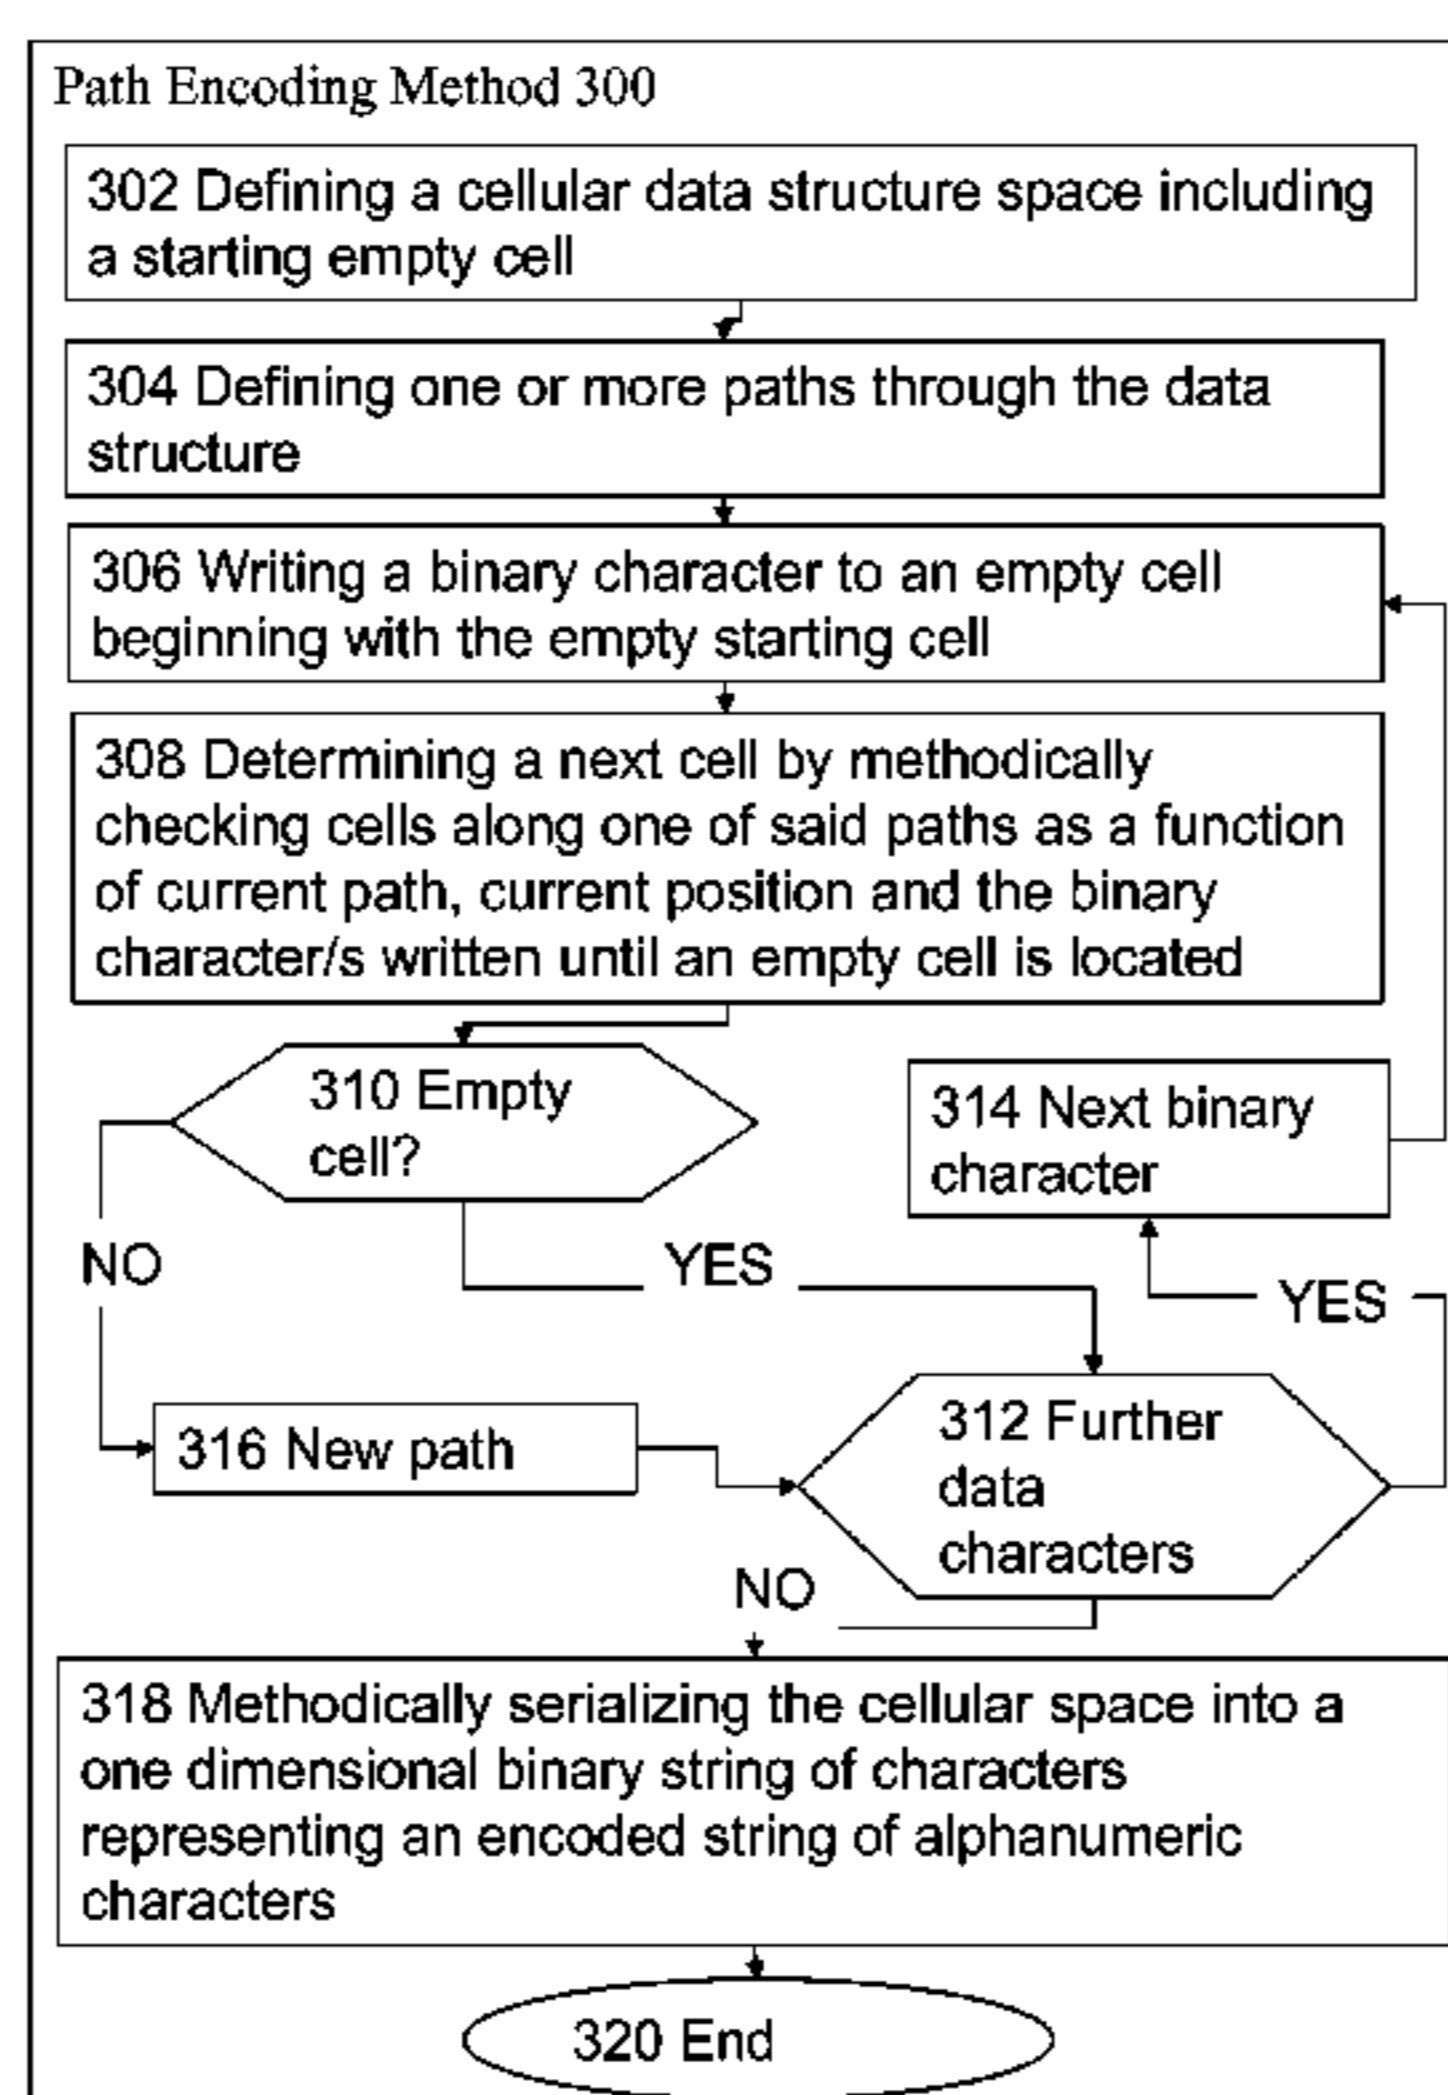 Path Encoding Method 300
302 Defining a cellular data structure space including
a starting empty cell
304 Defining one or more paths through the data
structure
306 Writing a binary character to an empty cell
beginning with the empty starting cell
308 Determining a next cell by methodically
checking cells along one of said paths as a function
of current path, current position and the binary
character/s written until an empty cell is located
310 Empty
cell?
314 Next binary
character
NO
YES
YES
316 New path
312 Further
data
characters
NO
318 Methodically serializing the cellular space into a
one dimensional binary string of characters
representing an encoded string of alphanumeric
characters
320 End